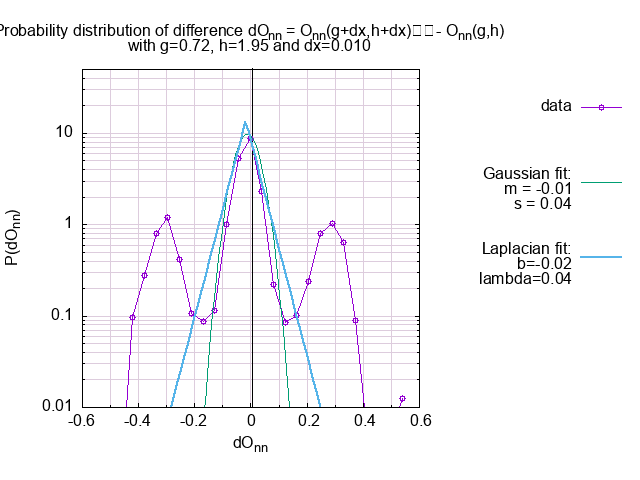 Probability distribution of difference dOnn = Onn(g+dx,h+dx) - Onn(g,h)
with g=0.72, h=1.95 and dx=0.010
data
Gaussian fit:
m = -0.01
s = 0.04
Laplacian fit:
b=-0.02
lambda=0.04
P(dOnn)
10
1
0.1
0.01
-0.6 -0.4 -0.2 0 0.2 0.4 0.6
dOnn